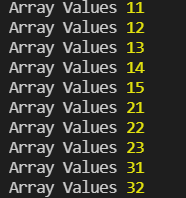 Array Values 11
Array Values 12
Array Values 13
Array Values 14
Array Values 15
Array Values 21
Array Values 22
Array Values 23
Array Values 31
Array Values 32